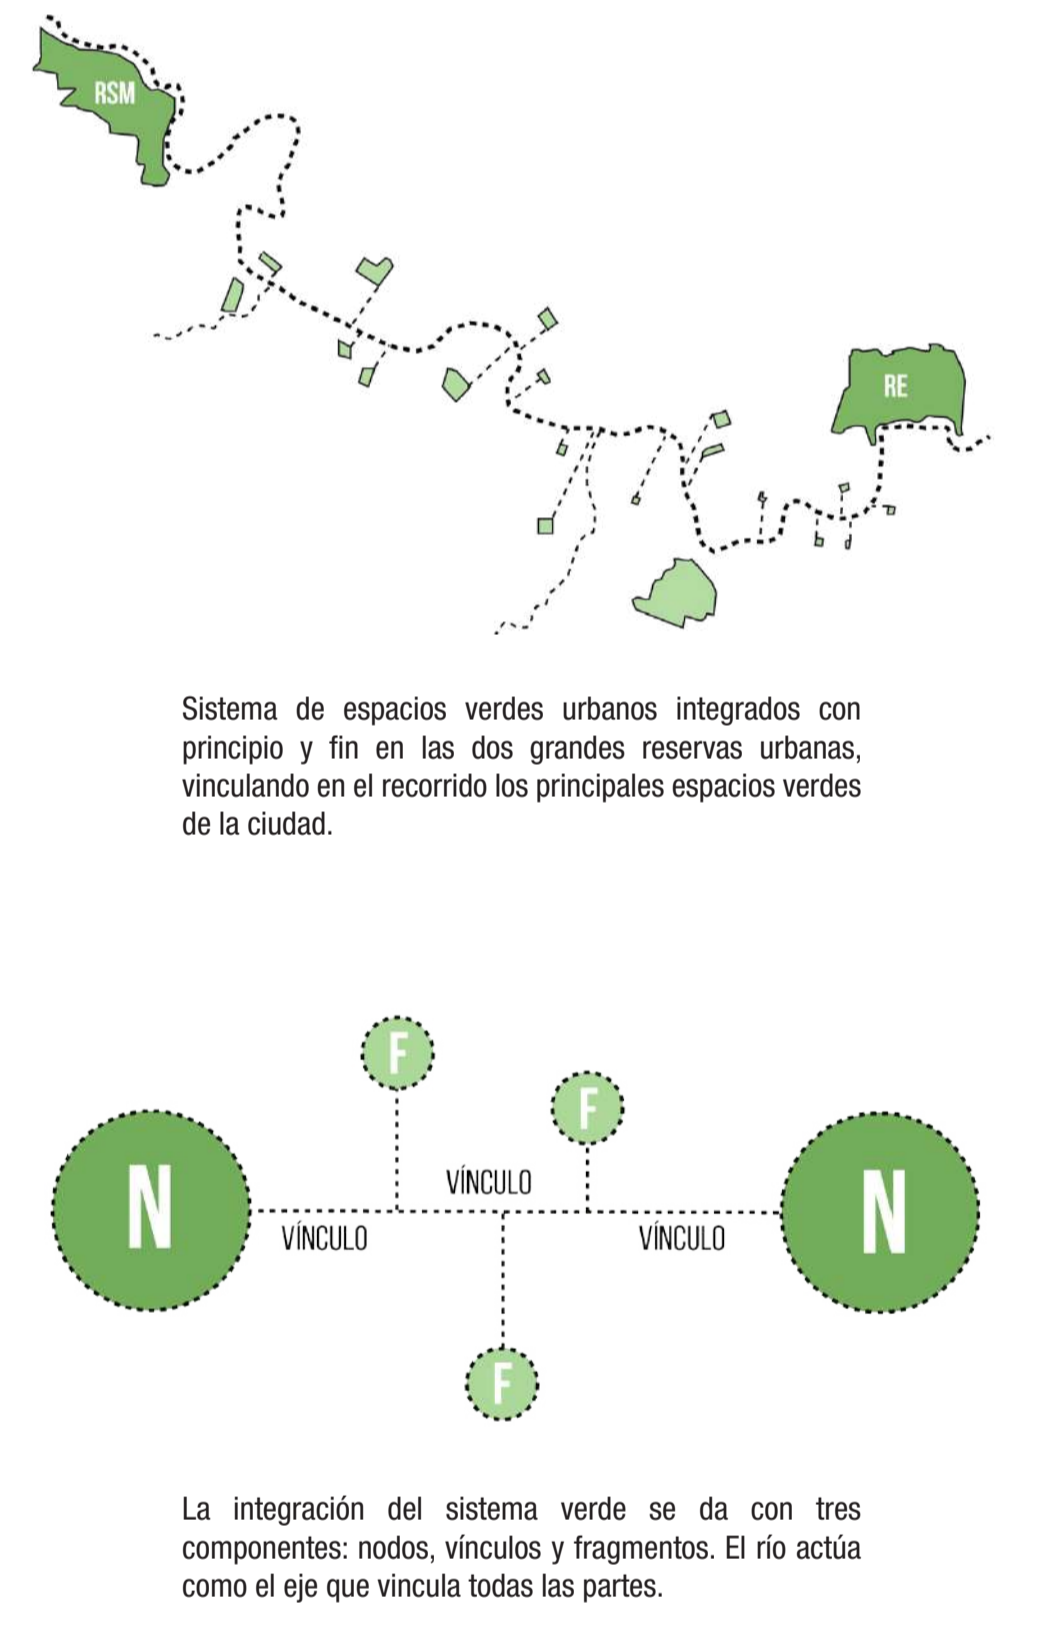 RSM
RE
Sistema de espacios verdes urbanos integrados con
principio y fin en las dos grandes reservas urbanas,
vinculando en el recorrido los principales espacios verdes
de la ciudad.
F
F
N
VÍNCULO
N
VÍNCULO
VÍNCULO
F
La integración del sistema verde se da con tres
componentes: nodos, vínculos y fragmentos. El río actúa
como el eje que vincula todas las partes.